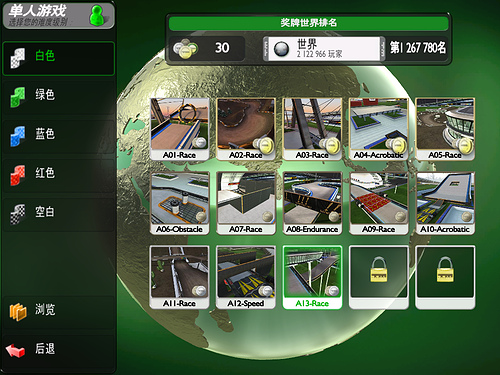 单人游戏
选择您的难度级别
白色
绿色
蓝色
红色
空白
浏览
后退
奖牌世界排名
30
世界
2 122 966 玩家
第1 267 780名
A01-Race
A02-Race
A03-Race
A04-Acrobatic
A05-Race
A06-Obstacle
A07-Race
A08-Endurance
A09-Race
A10-Acrobatic
A11-Race
A12-Speed
A13-Race